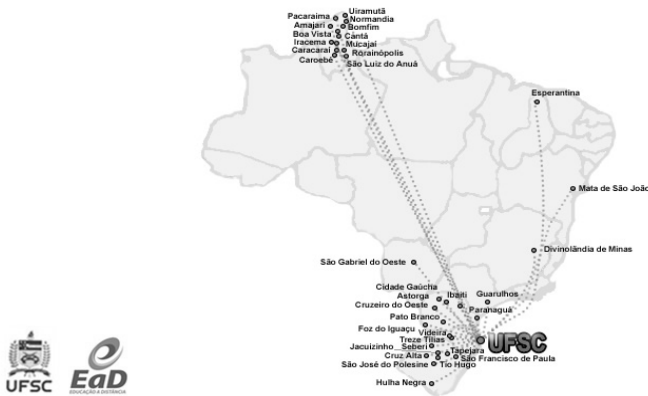 Uiramutã
Pacaraima
Normandia
Amajari
Bomfim
Boa Vista
Cantá
Iracema
Mucajaí
Caracaraí
Rorainópolis
Caroebe
São Luiz do Anuá
Esperantina
Mata de São João
Divinolândia de Minas
São Gabriel do Oeste
Cidade Gaúcha
Astorga
Ibaiti
Guarulhos
Cruzeiro do Oeste
Paranaguá
Pato Branco
Foz do Iguaçu
Videira
UFSC
Treze Tílias
Jacuizinho
Seberi
Tapejara
Cruz Alta
São Francisco de Paula
São José do Polesine
Tio Hugo
Hulha Negra
UFSC
EaD
EDUCAÇÃO A DISTÂNCIA